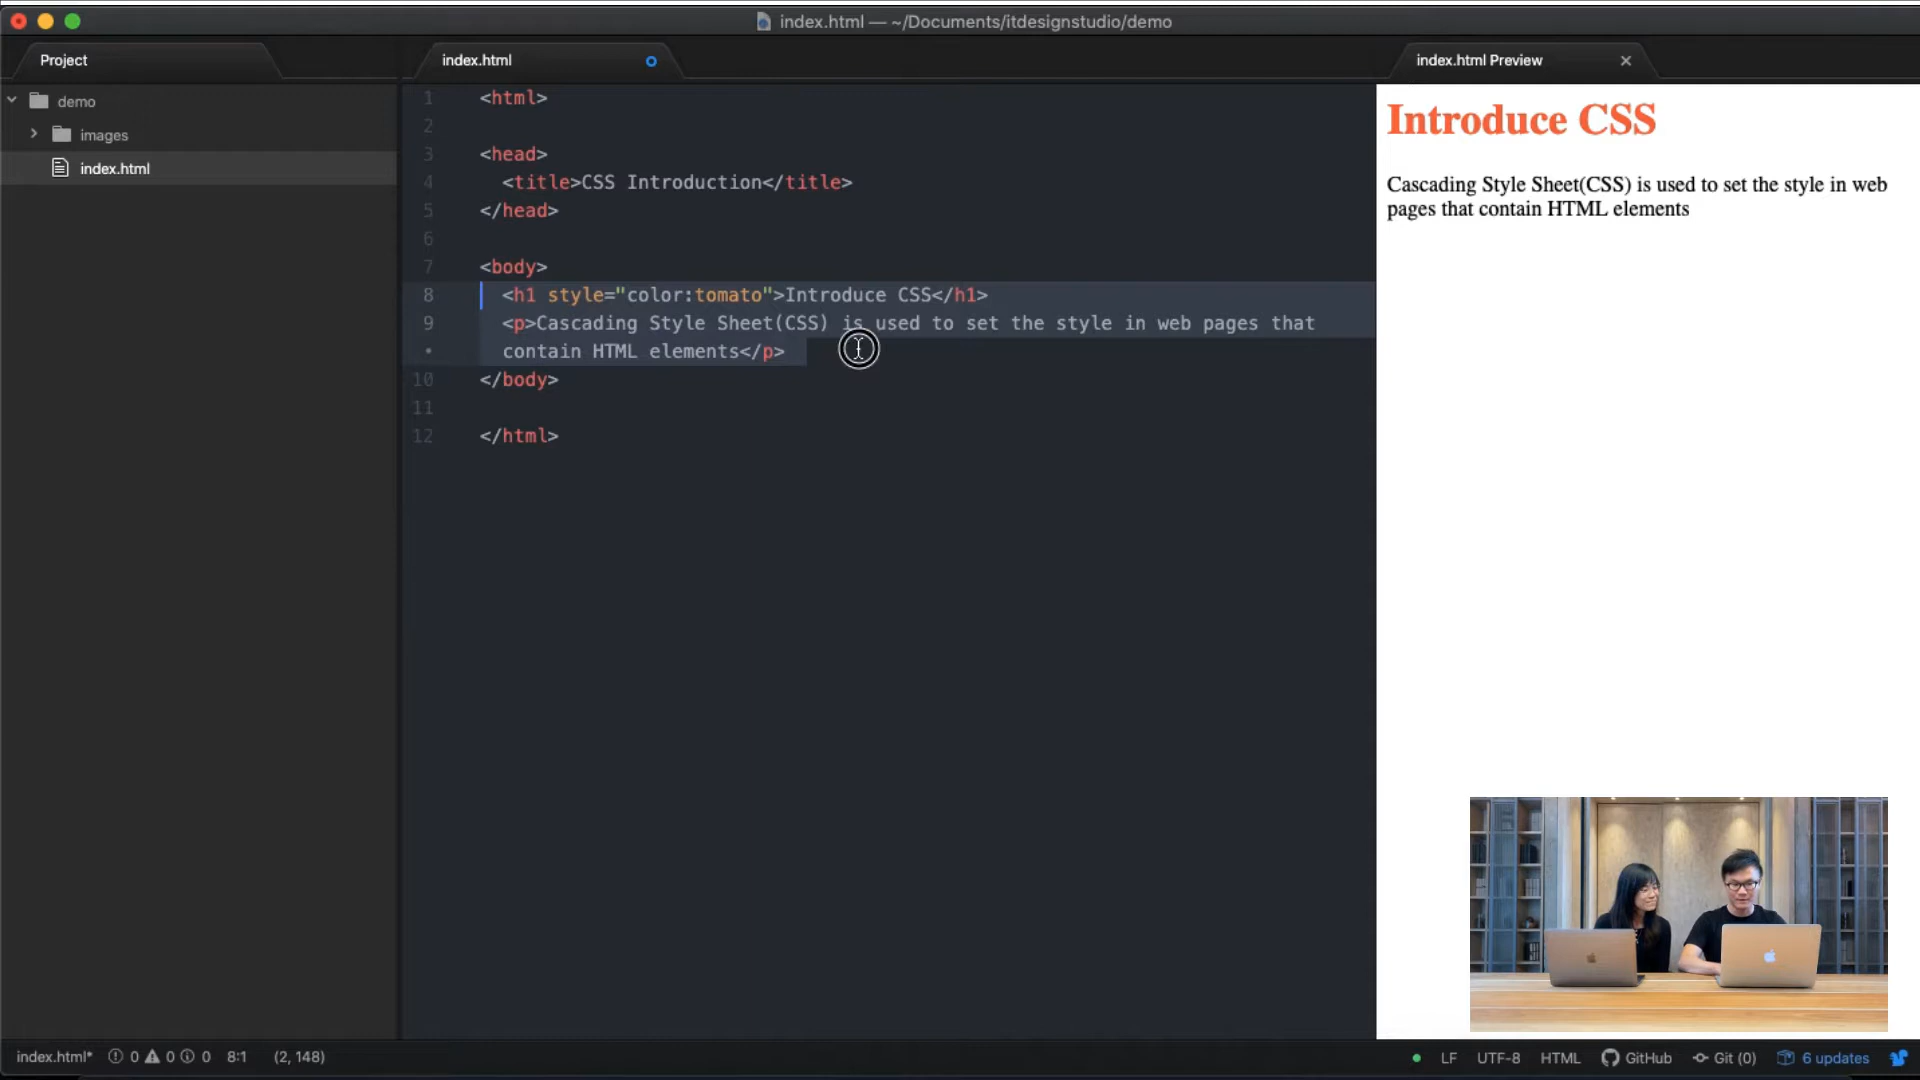 index.html — ~/Documents/itdesignstudio/demo
Project
index.html
index.html Preview
demo
images
index.html
1 <html>
2
3 <head>
4 <title>CSS Introduction</title>
5 </head>
6
7 <body>
8 <h1 style="color:tomato">Introduce CSS</h1>
9 <p>Cascading Style Sheet(CSS) is used to set the style in web pages that
• contain HTML elements</p>
10 </body>
11
12 </html>
Introduce CSS
Cascading Style Sheet(CSS) is used to set the style in web
pages that contain HTML elements
index.html* 0 0 0 8:1 (2, 148)
LF UTF-8 HTML GitHub Git (0) 6 updates